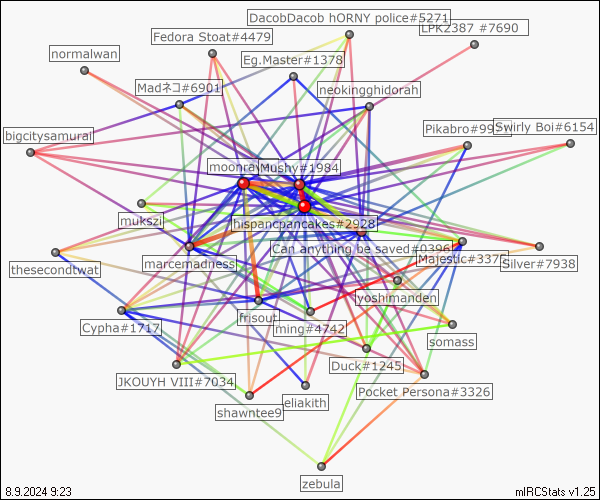 DacobDacob hORNY police#5271
LPK2387 #7690
Fedora Stoat#4479
normalwan
Eg.Master#1378
Madネコ#6901
neokingghidorah
Pikabro#99
Swirly Boi#6154
bigcitysamurai
moonray
Mushy#1984
mukszi
hispancpancakes#2928
Can anything be saved#0396
Majestic#337
Silver#7938
thesecondtwat
marcemadness
yoshimanden
frisout
ming#4742
Cypha#1717
somass
Duck#1245
JKOUYH VIII#7034
Pocket Persona#3326
shawntee9
eliakith
zebula
8.9.2024 9:23
mIRCStats v1.25